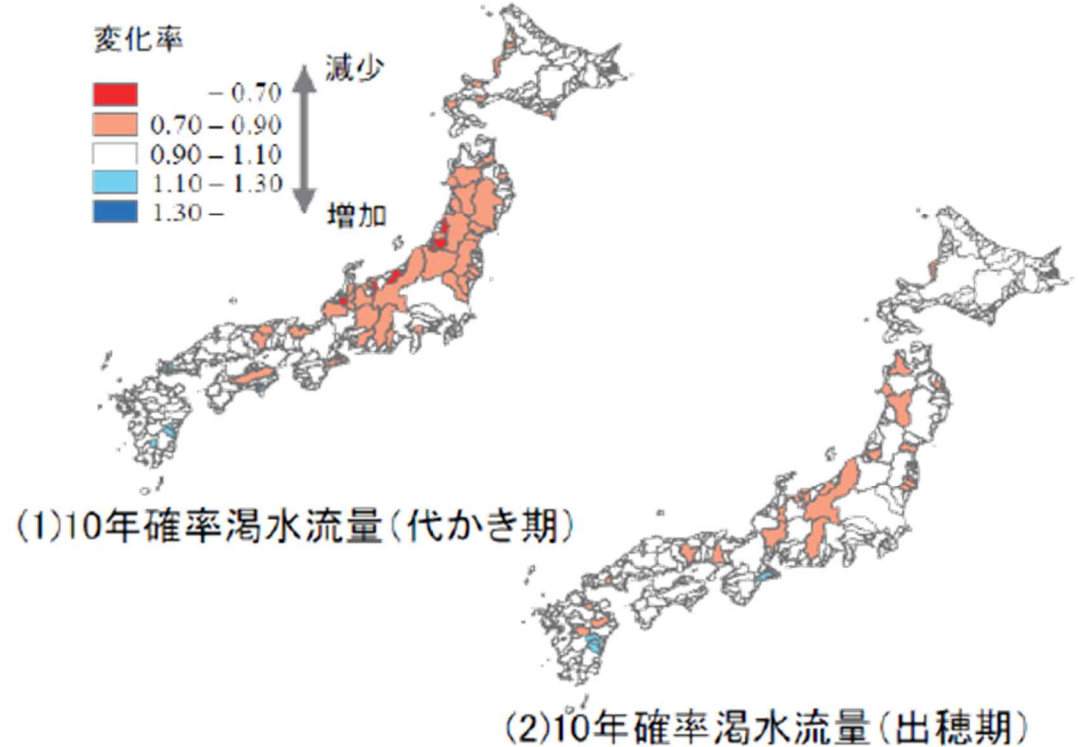 変化率
減少
－0.70
0.70－0.90
0.90－1.10
1.10－1.30
1.30－
増加
(1)10年確率渇水流量(代かき期)
(2)10年確率渇水流量(出穂期)